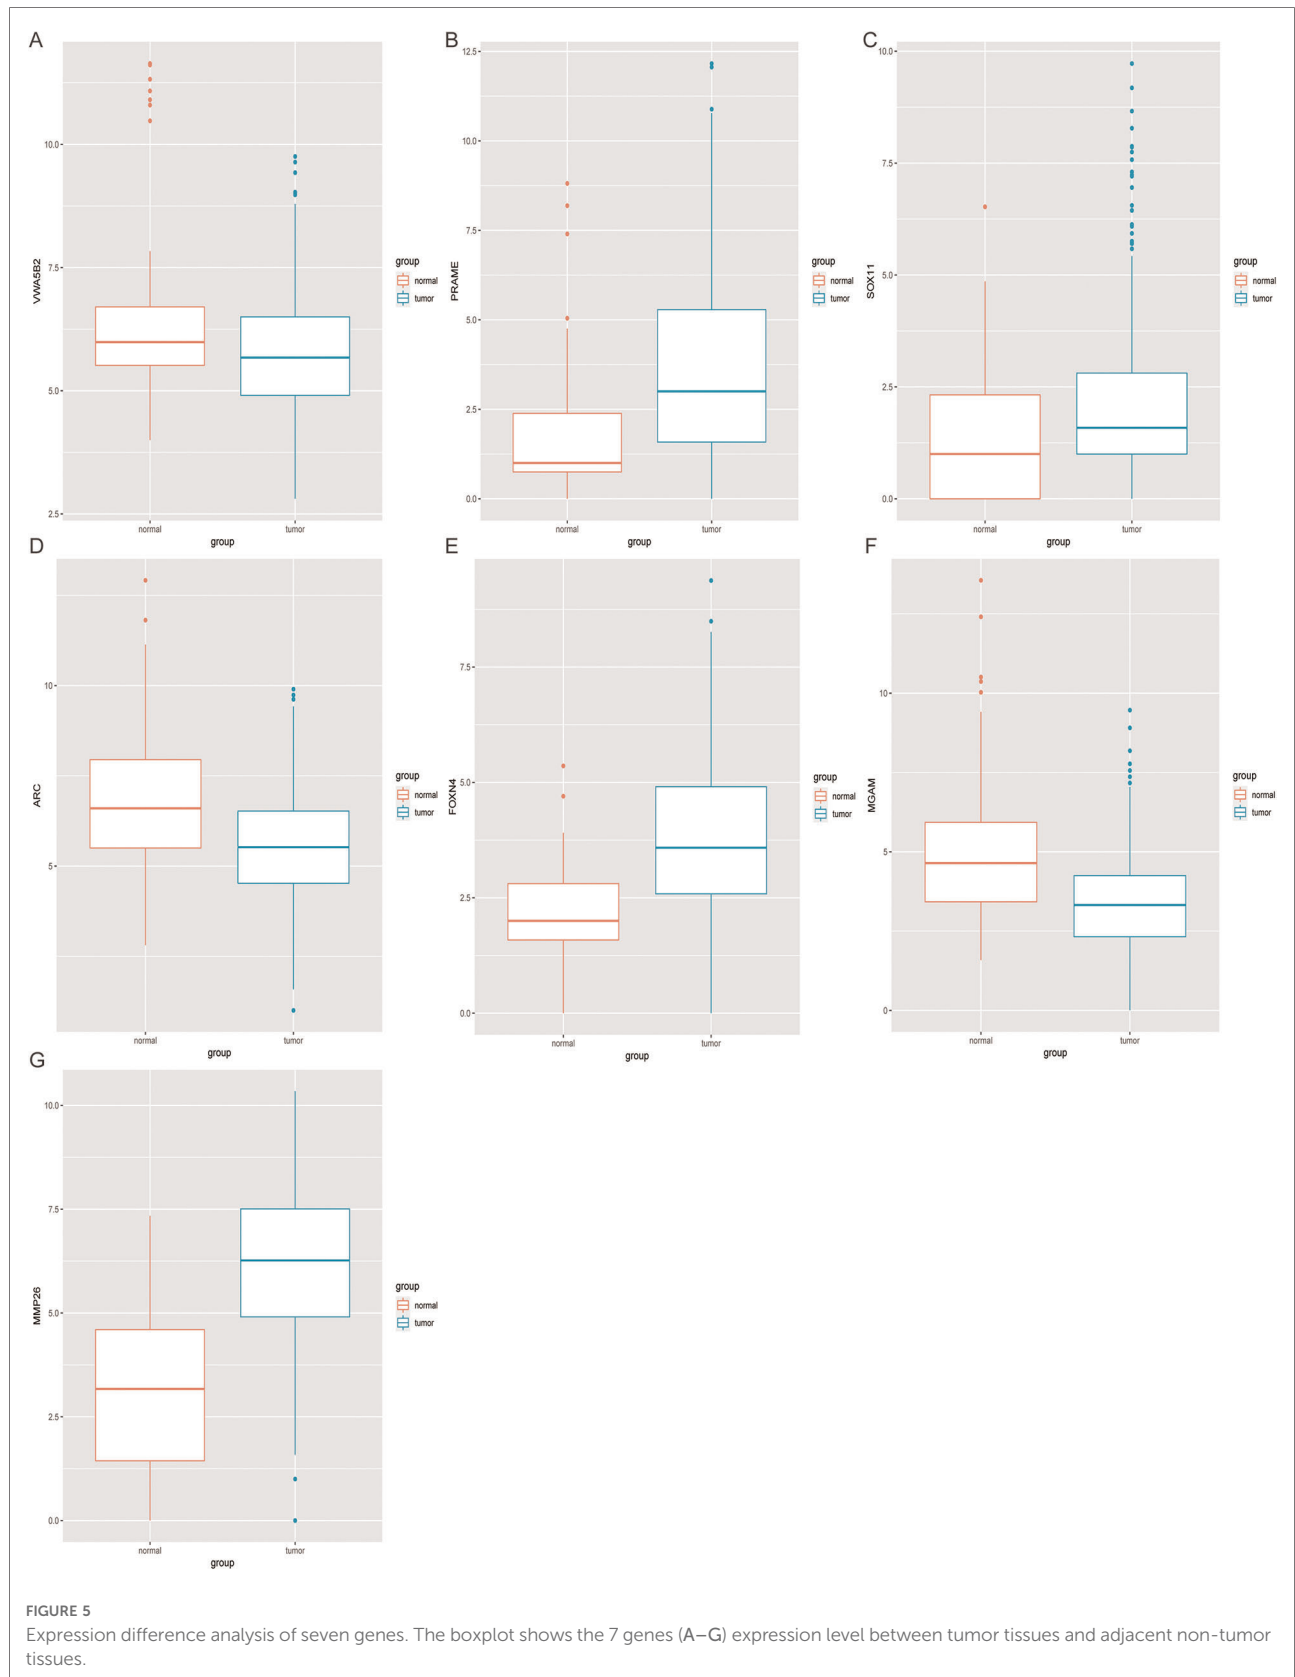 A
VWA5B2
10.0
7.5
5.0
2.5
normal
tumor
group
group
normal
tumor
B
PRAME
12.5
10.0
7.5
5.0
2.5
0.0
normal
tumor
group
group
normal
tumor
C
SOX11
10.0
7.5
5.0
2.5
0.0
normal
tumor
group
group
normal
tumor
D
ARC
10
5
normal
tumor
group
group
normal
tumor
E
FOXN4
7.5
5.0
2.5
0.0
normal
tumor
group
group
normal
tumor
F
MGAM
10
5
0
normal
tumor
group
group
normal
tumor
G
MMP26
10.0
7.5
5.0
2.5
0.0
normal
tumor
group
group
normal
tumor
FIGURE 5
Expression difference analysis of seven genes. The boxplot shows the 7 genes (A–G) expression level between tumor tissues and adjacent non-tumor
tissues.